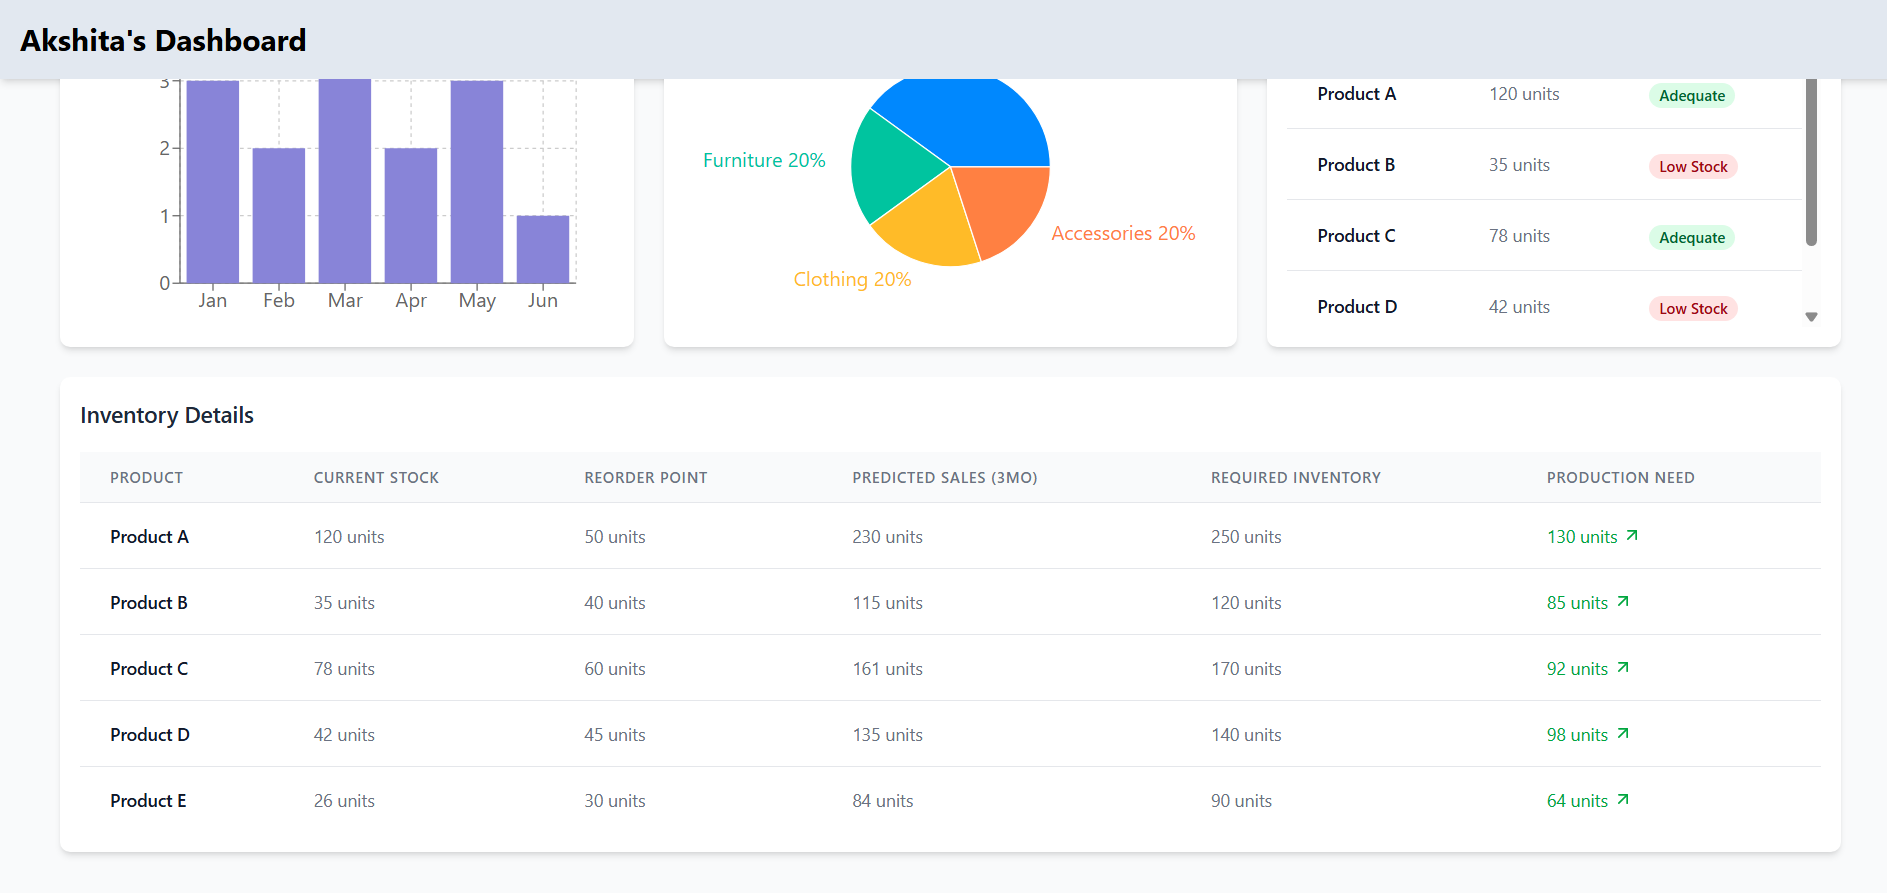 Akshita's Dashboard
3
2
1
0
Jan Feb Mar Apr May Jun
Furniture 20%
Accessories 20%
Clothing 20%
Product A 120 units Adequate
Product B 35 units Low Stock
Product C 78 units Adequate
Product D 42 units Low Stock
Inventory Details
PRODUCT CURRENT STOCK REORDER POINT PREDICTED SALES (3MO) REQUIRED INVENTORY PRODUCTION NEED
Product A 120 units 50 units 230 units 250 units 130 units
Product B 35 units 40 units 115 units 120 units 85 units
Product C 78 units 60 units 161 units 170 units 92 units
Product D 42 units 45 units 135 units 140 units 98 units
Product E 26 units 30 units 84 units 90 units 64 units